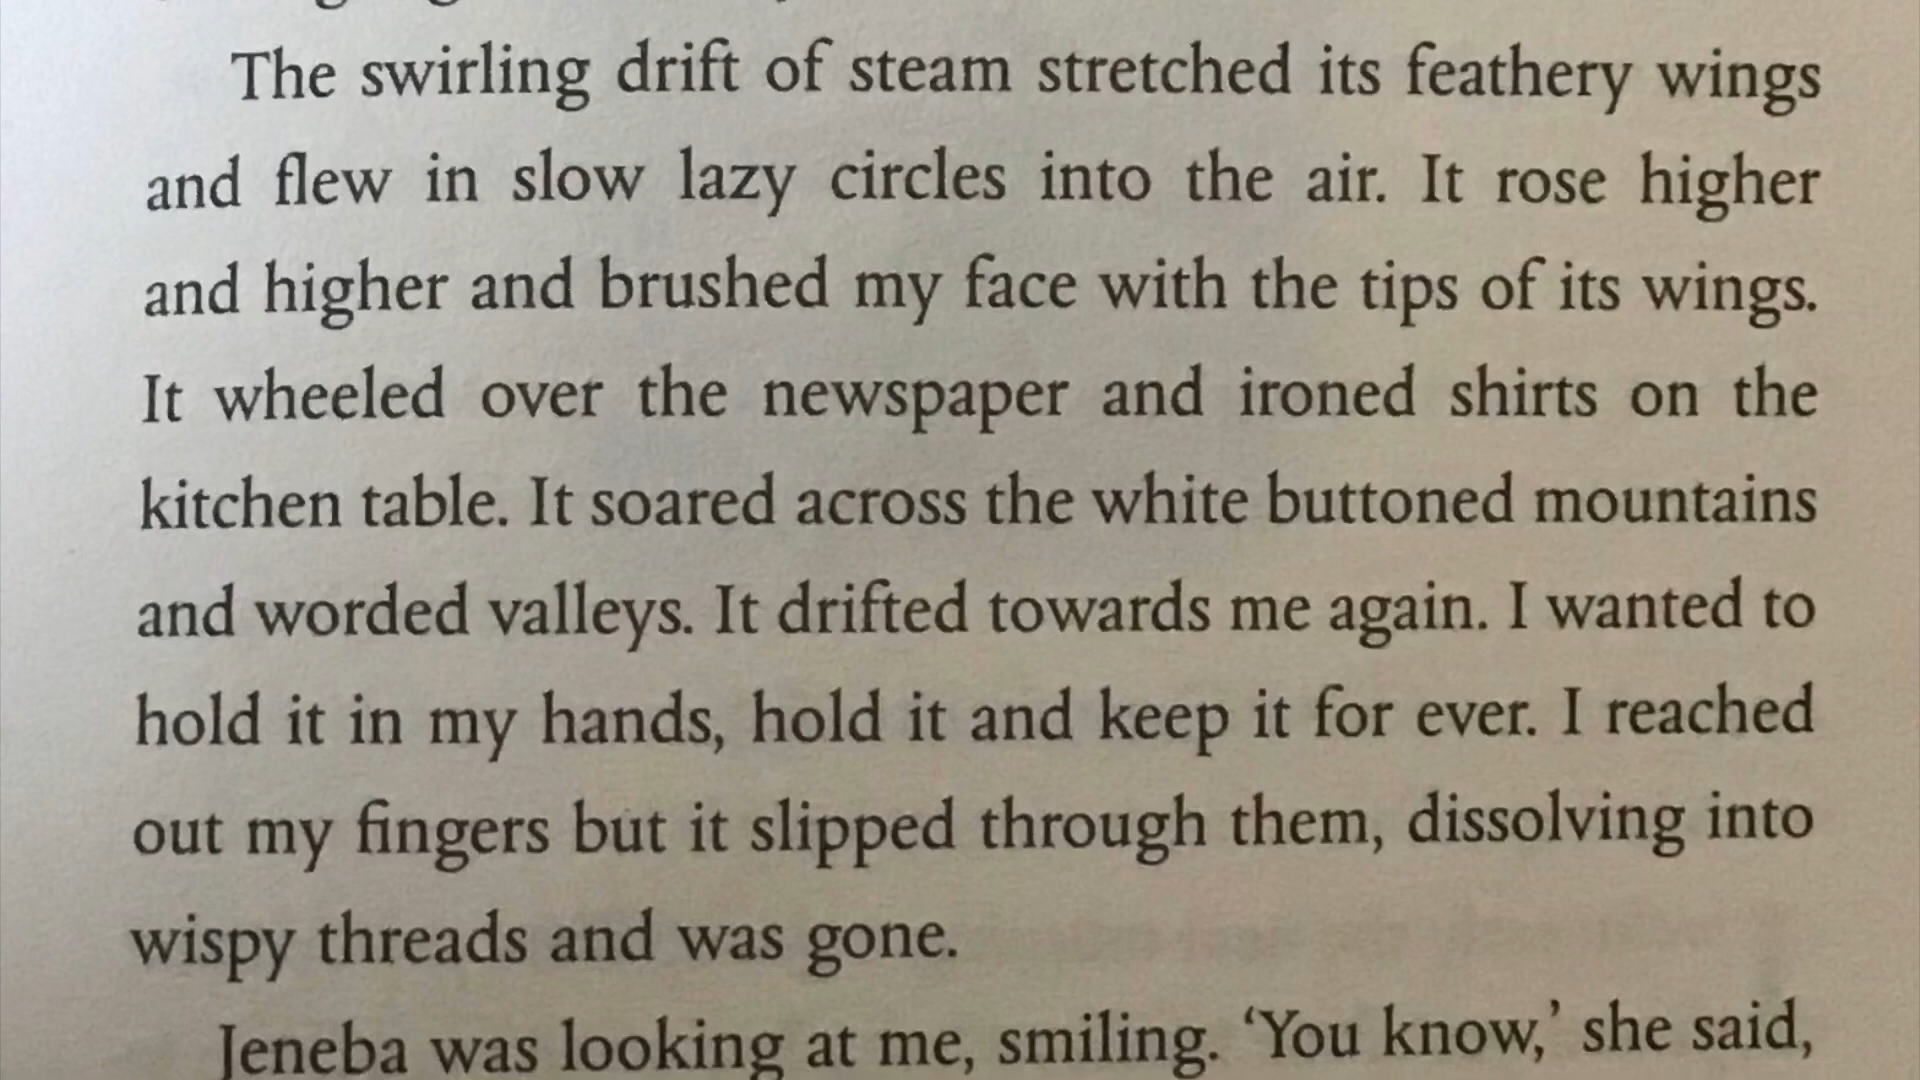 The swirling drift of steam stretched its feathery wings
and flew in slow lazy circles into the air. It rose higher
and higher and brushed my face with the tips of its wings.
It wheeled over the newspaper and ironed shirts on the
kitchen table. It soared across the white buttoned mountains
and worded valleys. It drifted towards me again. I wanted to
hold it in my hands, hold it and keep it for ever. I reached
out my fingers but it slipped through them, dissolving into
wispy threads and was gone.
Jeneba was looking at me, smiling. ‘You know,’ she said,